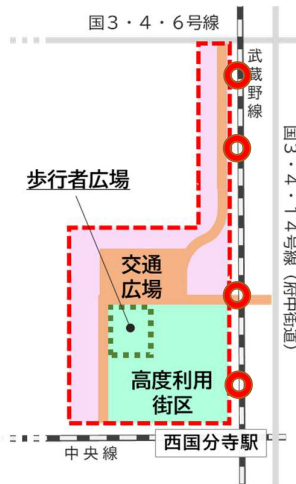 国3・4・6号線
武蔵野線
国3・4・14号線（府中街道）
歩行者広場
交通
広場
高度利用
街区
西国分寺駅
中央線